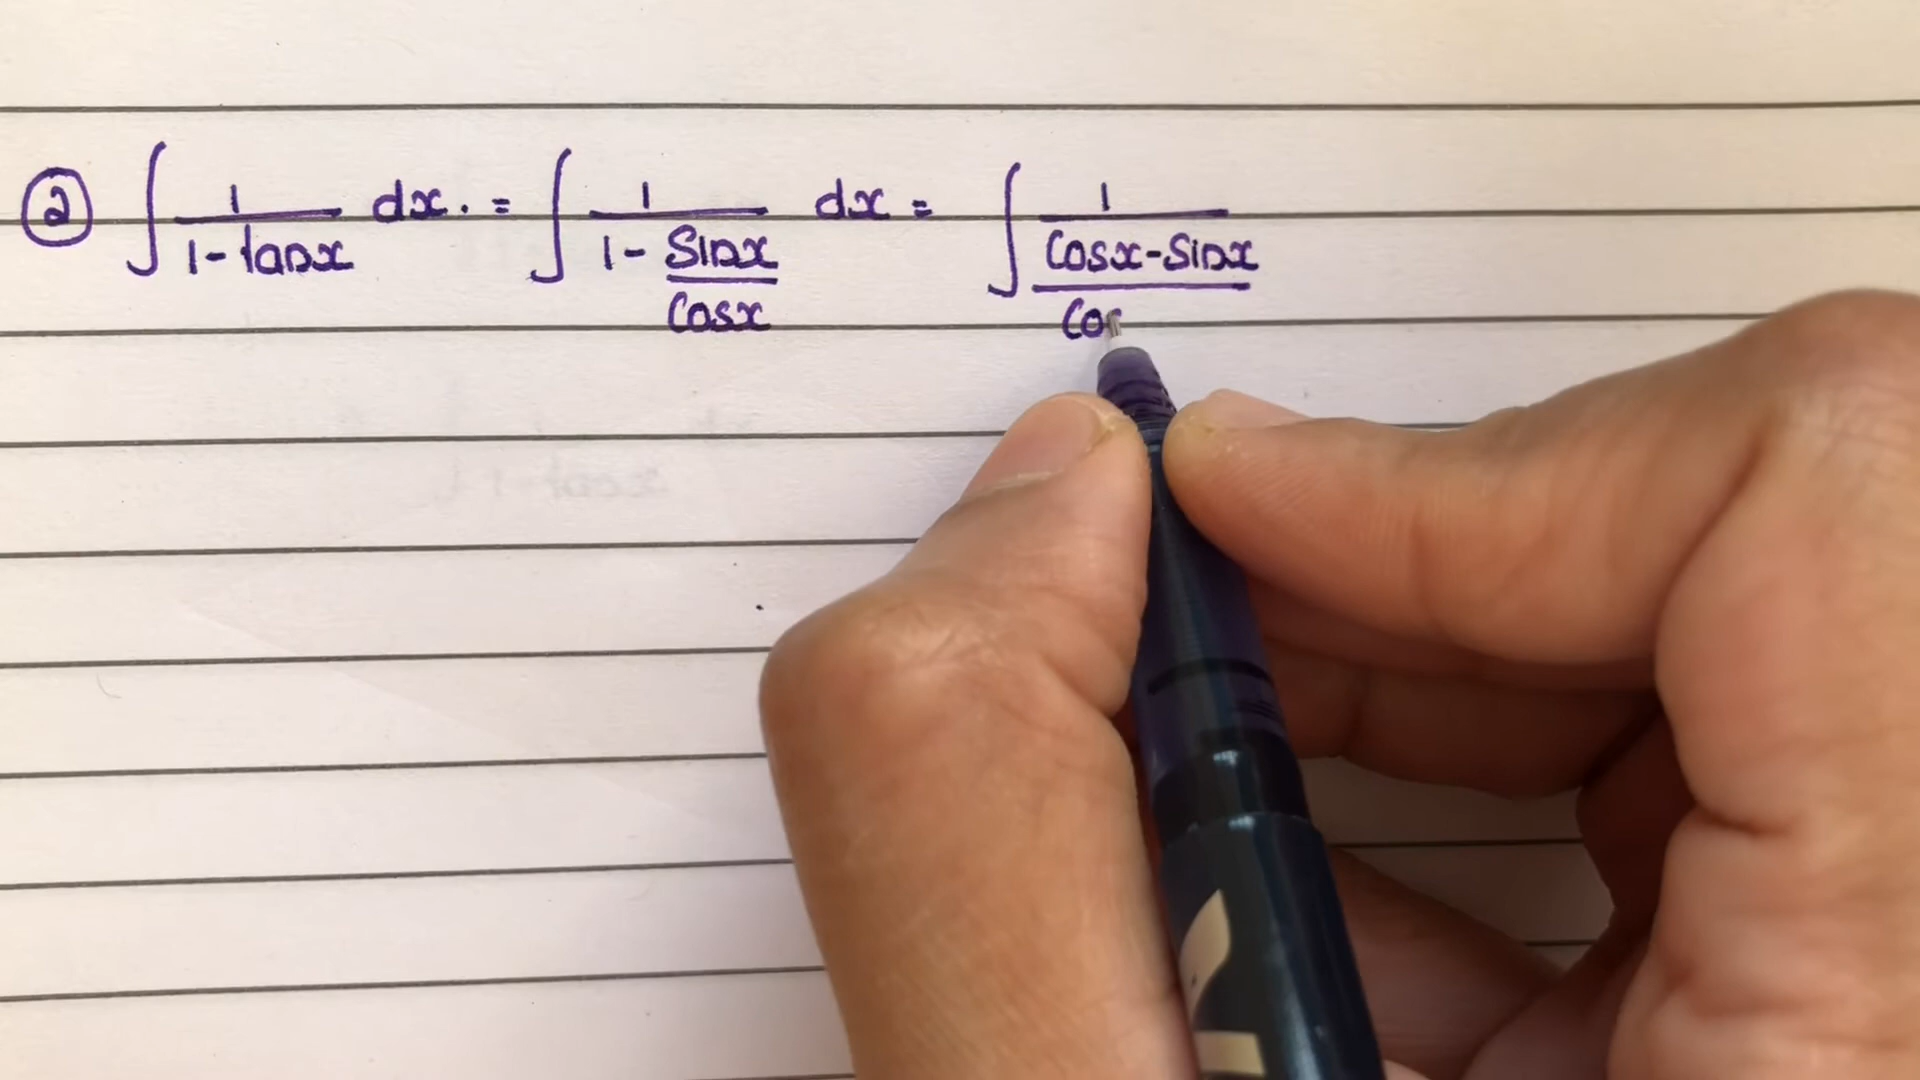 ② ∫ 1/(1-tanx) dx. = ∫ 1/(1-Sinx/Cosx) dx = ∫ 1/((Cosx-Sinx)/Cos